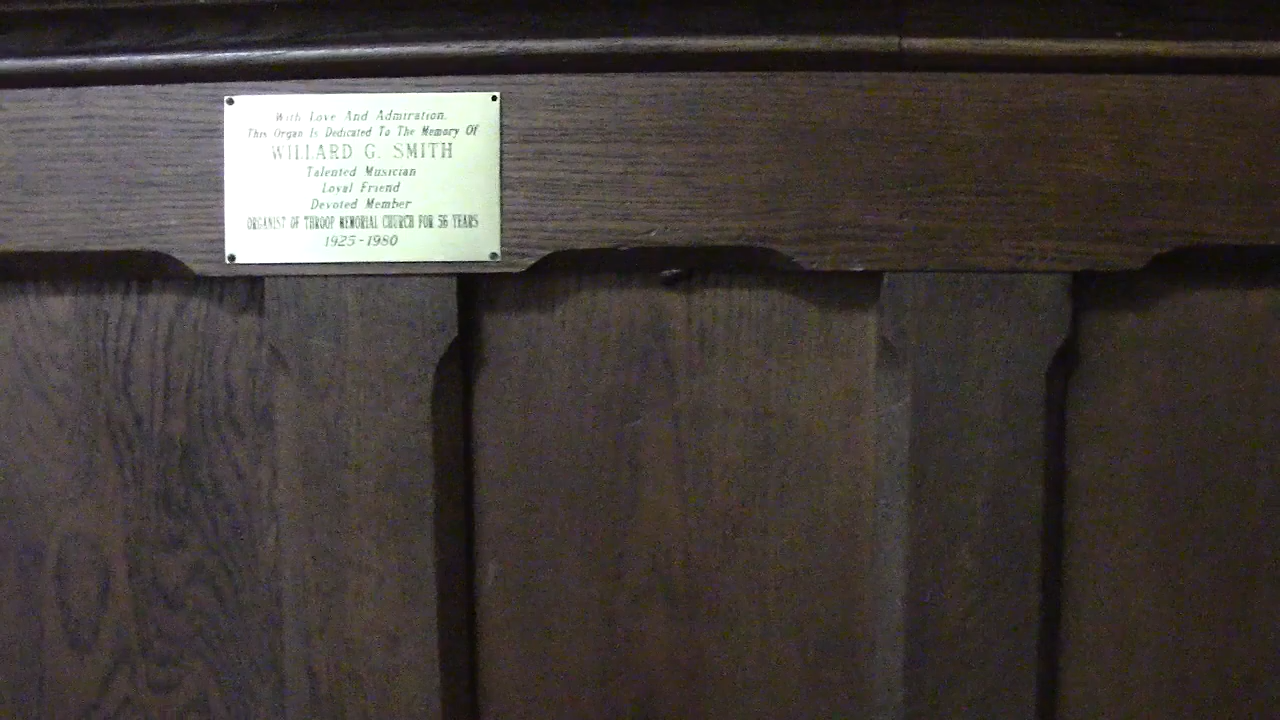 With Love And Admiration,
This Organ Is Dedicated To The Memory Of
WILLARD G. SMITH
Talented Musician
Loyal Friend
Devoted Member
ORGANIST OF THROOP MEMORIAL CHURCH FOR 56 YEARS
1925 - 1980